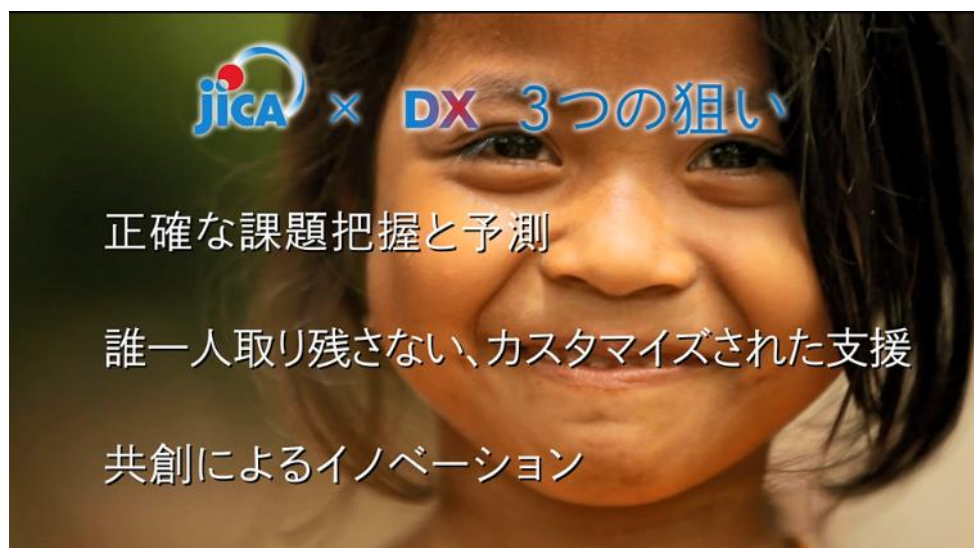 jica × DX 3つの狙い
正確な課題把握と予測
誰一人取り残さない、カスタマイズされた支援
共創によるイノベーション